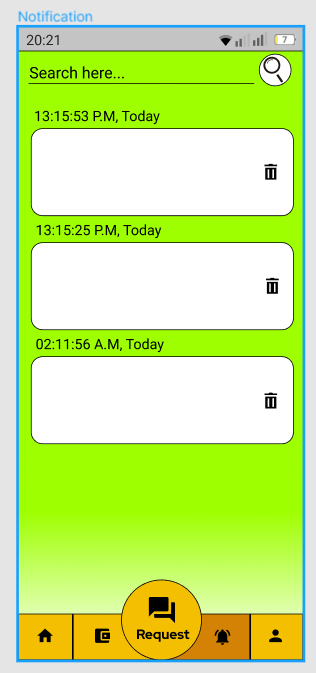 Notification
20:21
7
Search here...
13:15:53 P.M, Today
13:15:25 P.M, Today
02:11:56 A.M, Today
Request